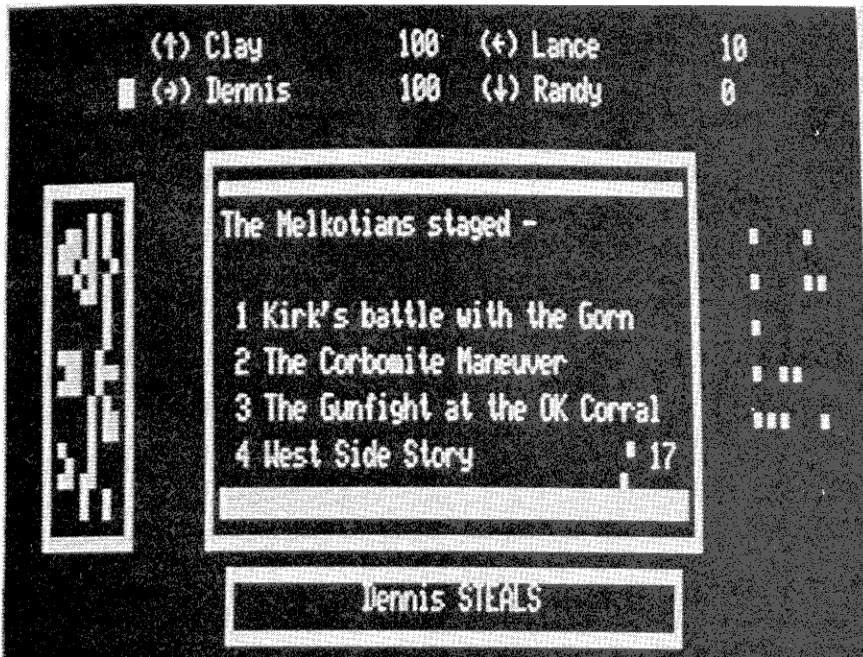 (↑) Clay 100 (←) Lance 10
(→) Dennis 100 (↓) Randy 0
The Melkotians staged -
1 Kirk's battle with the Gorn
2 The Corbomite Maneuver
3 The Gunfight at the OK Corral
4 West Side Story 17
Dennis STEALS